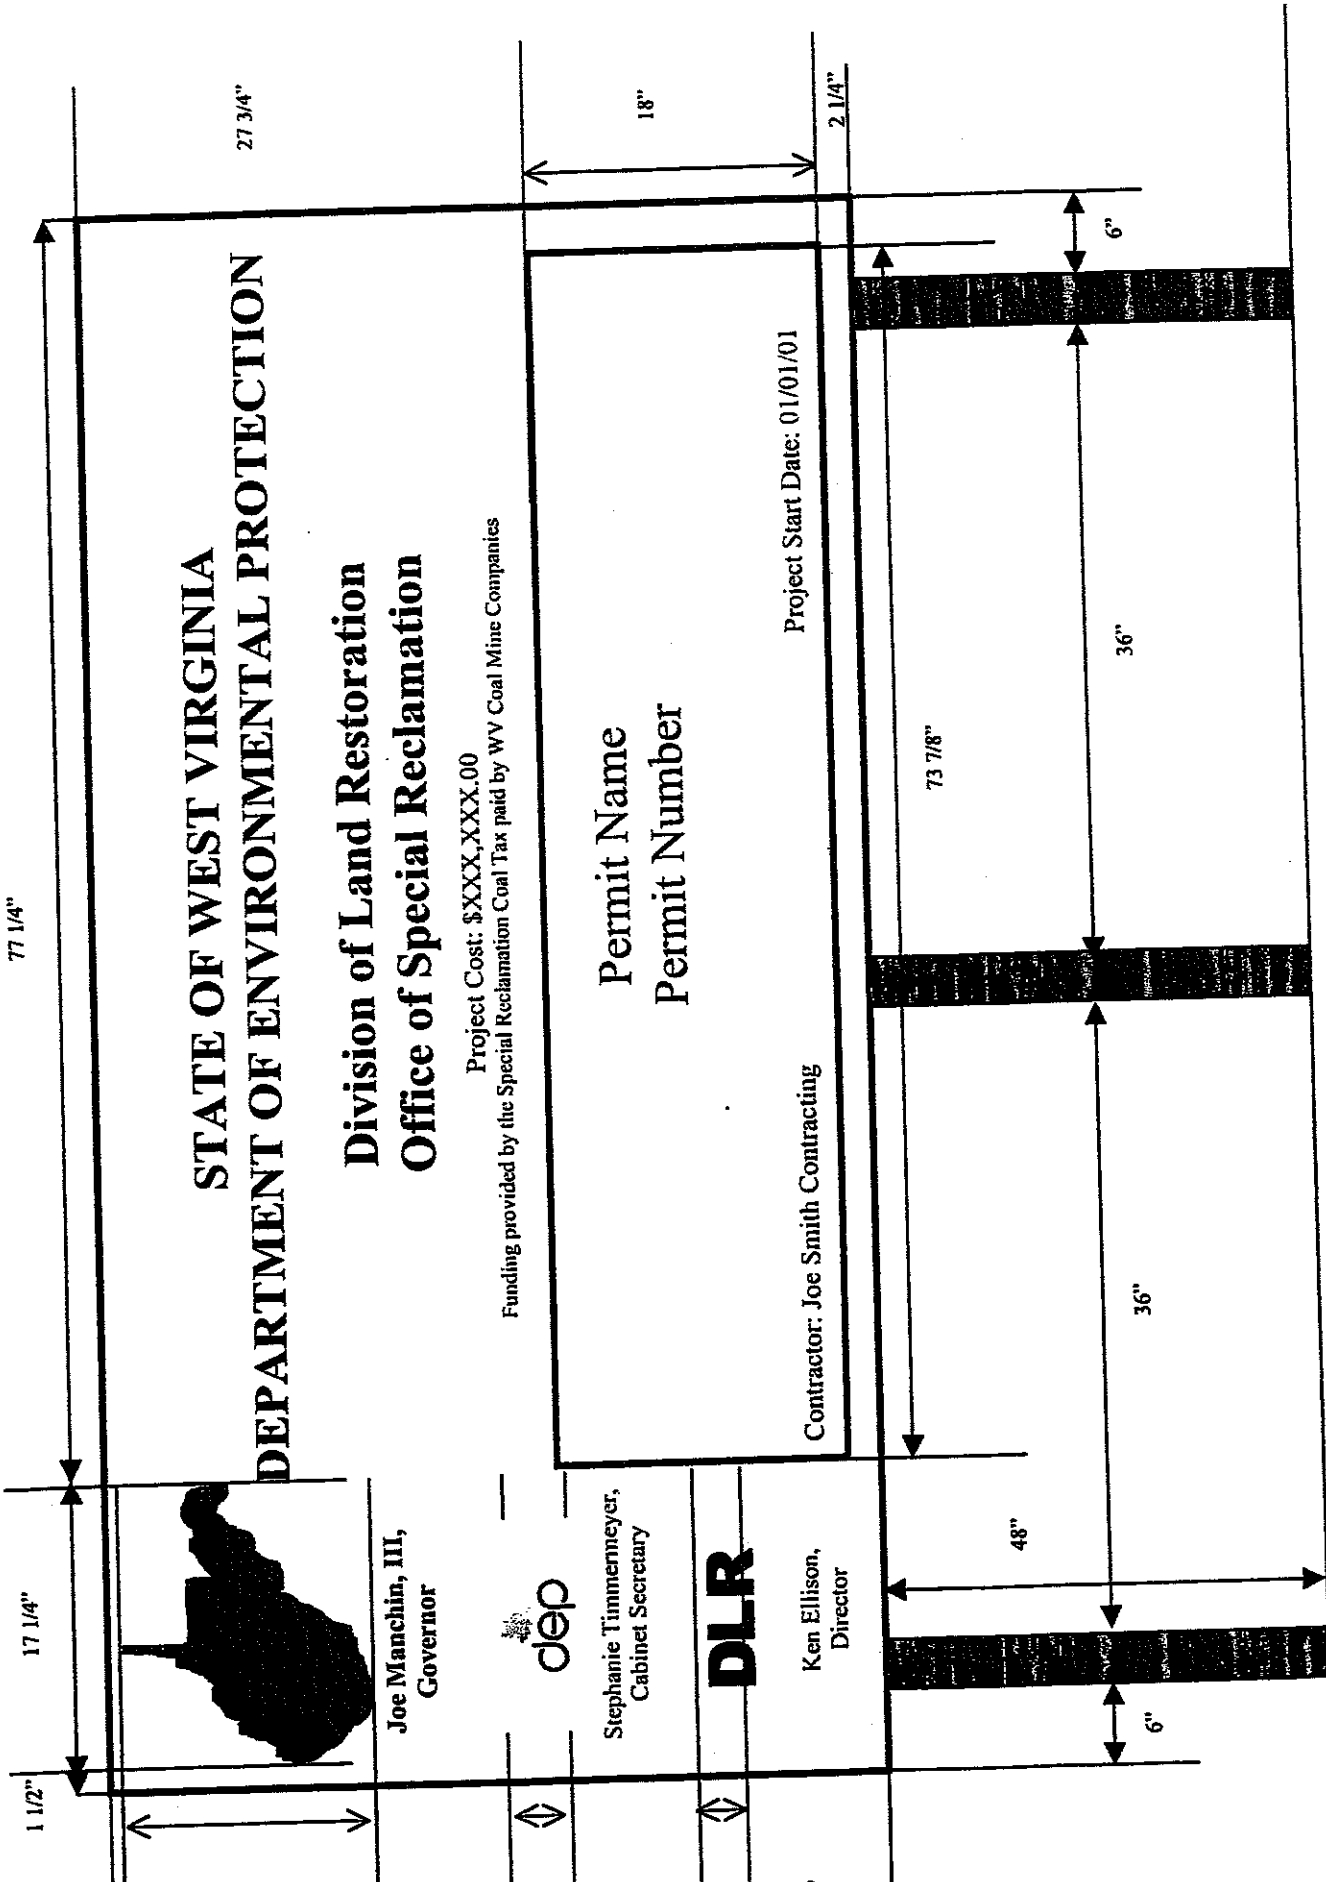 1 1/2"
17 1/4"
77 1/4"
27 3/4"
18"
2 1/4"
STATE OF WEST VIRGINIA
DEPARTMENT OF ENVIRONMENTAL PROTECTION
Division of Land Restoration
Office of Special Reclamation
Project Cost: $XXX,XXX.00
Funding provided by the Special Reclamation Coal Tax paid by WV Coal Mine Companies
Joe Manchin, III,
Governor
dep
Stephanie Timmermeyer,
Cabinet Secretary
DLR
Ken Ellison,
Director
Permit Name
Permit Number
Contractor: Joe Smith Contracting
Project Start Date: 01/01/01
73 7/8"
48"
6"
36"
36"
6"